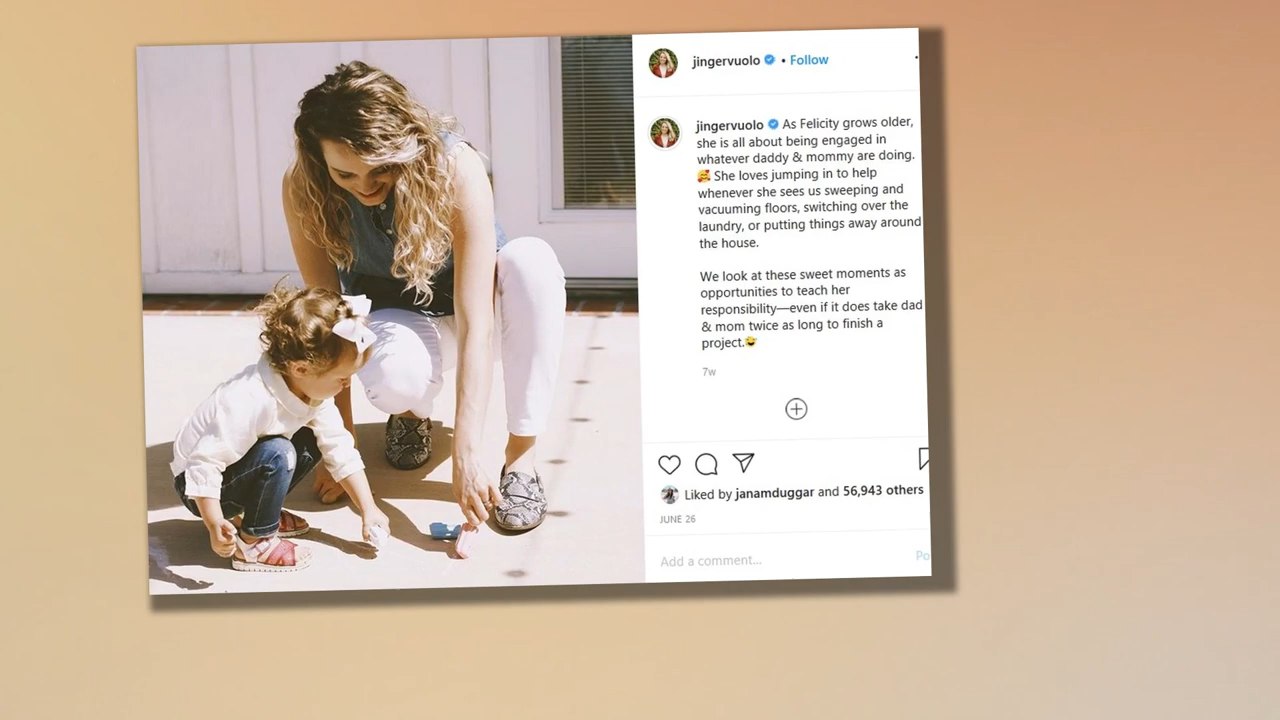 jingervuolo • Follow
jingervuolo As Felicity grows older,
she is all about being engaged in
whatever daddy & mommy are doing.
🥰 She loves jumping in to help
whenever she sees us sweeping and
vacuuming floors, switching over the
laundry, or putting things away around
the house.
We look at these sweet moments as
opportunities to teach her
responsibility—even if it does take dad
& mom twice as long to finish a
project.😅
7w
Liked by janamduggar and 56,943 others
JUNE 26
Add a comment... Po